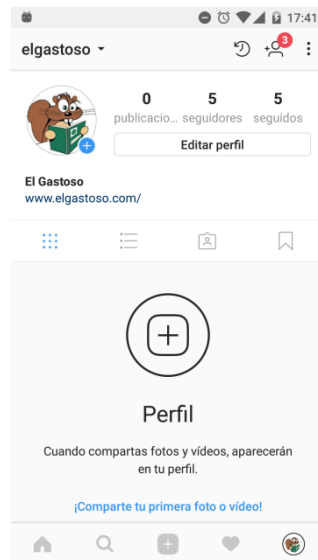 17:41
elgastoso
3
0 5 5
publicacio... seguidores seguidos
Editar perfil
El Gastoso
www.elgastoso.com/
Perfil
Cuando compartas fotos y vídeos, aparecerán
en tu perfil.
¡Comparte tu primera foto o vídeo!